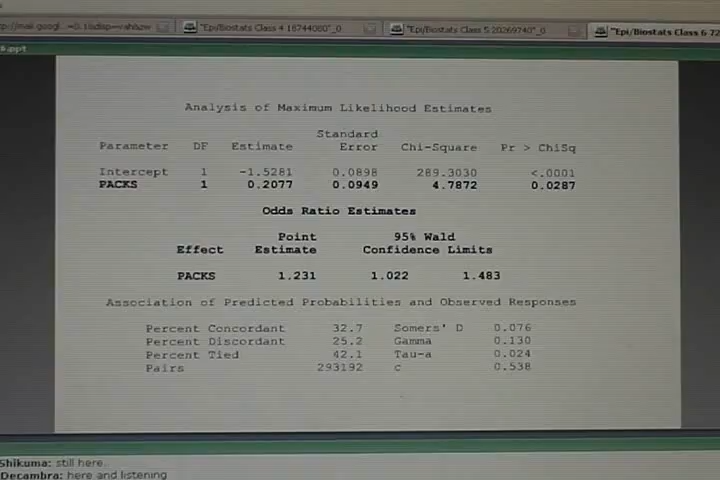 "Epi/Biostats Class 4 18744080"_0
"Epi/Biostats Class 5:20269740"_0
"Epi/Biostats Class 6-72
6.ppt
Analysis of Maximum Likelihood Estimates
Standard
Parameter DF Estimate Error Chi-Square Pr > ChiSq
Intercept 1 -1.5281 0.0898 289.3030 <.0001
PACKS 1 0.2077 0.0949 4.7872 0.0287
Odds Ratio Estimates
Point 95% Wald
Effect Estimate Confidence Limits
PACKS 1.231 1.022 1.483
Association of Predicted Probabilities and Observed Responses
Percent Concordant 32.7 Somers' D 0.076
Percent Discordant 25.2 Gamma 0.130
Percent Tied 42.1 Tau-a 0.024
Pairs 293192 c 0.538
Shikuma: still here
Decambra: here and listening